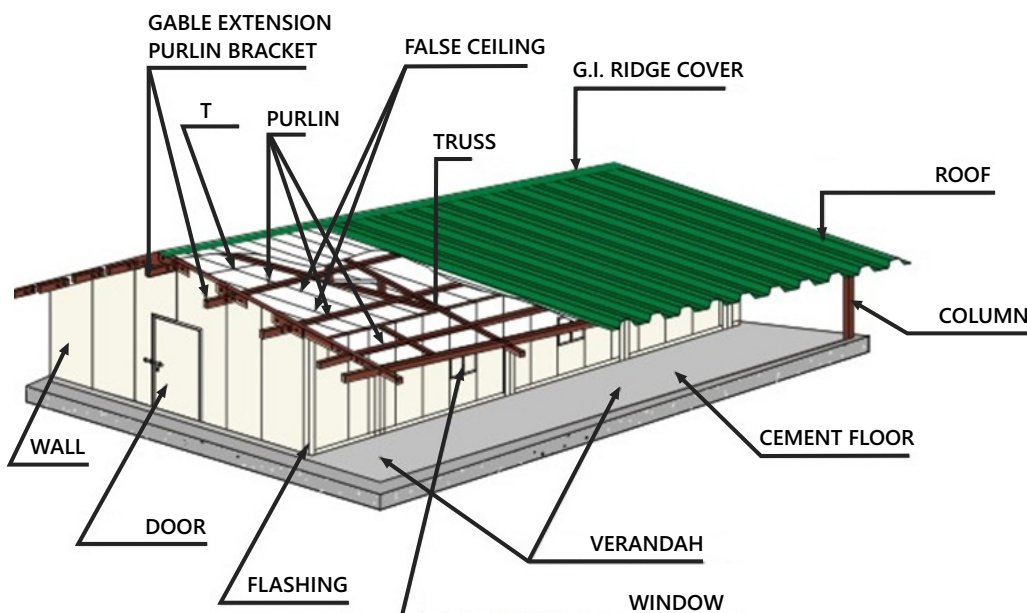 GABLE EXTENSION
PURLIN BRACKET
FALSE CEILING
G.I. RIDGE COVER
T
PURLIN
TRUSS
ROOF
COLUMN
WALL
CEMENT FLOOR
DOOR
VERANDAH
FLASHING
WINDOW